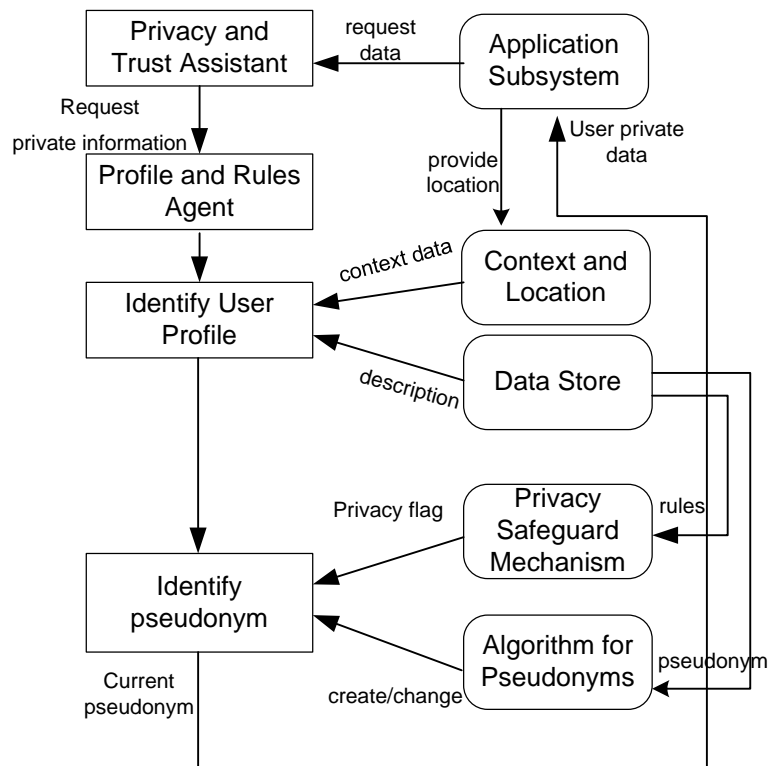 Privacy and
Trust Assistant
request
data
Application
Subsystem
Request
private information
User private
data
provide
location
Profile and Rules
Agent
context data
Context and
Location
Identify User
Profile
description
Data Store
Privacy flag
Privacy
Safeguard
Mechanism
rules
Identify
pseudonym
Algorithm for
Pseudonyms
pseudonym
Current
pseudonym
create/change